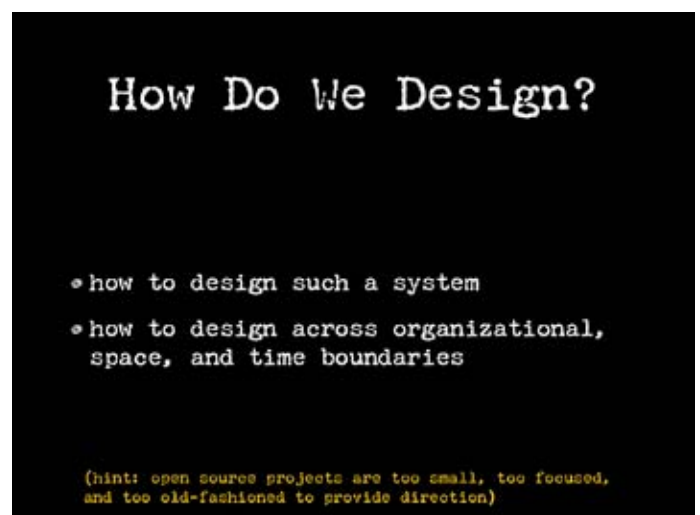 How Do We Design?
how to design such a system
how to design across organizational,
space, and time boundaries
(hint: open source projects are too small, too focused,
and too old-fashioned to provide direction)